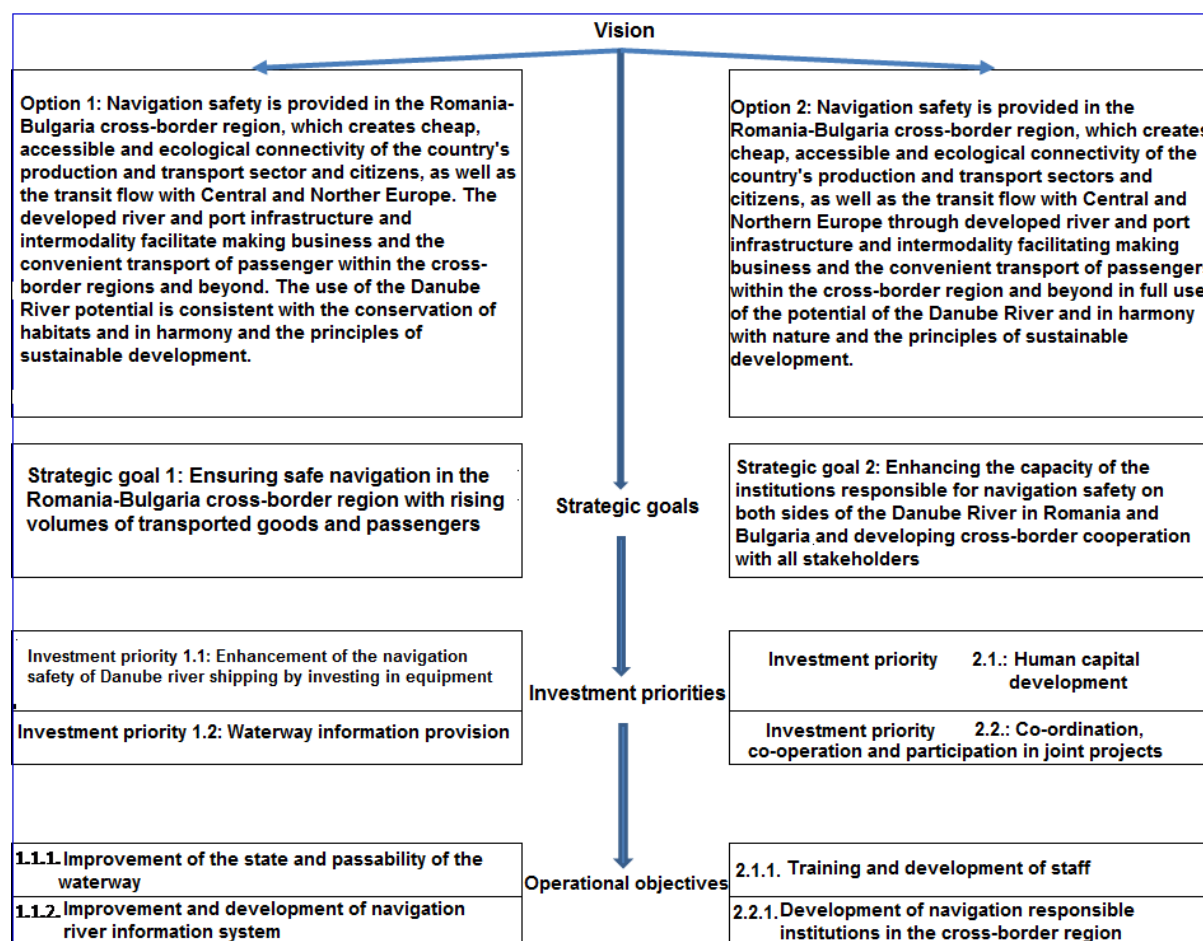 Vision
Option 1: Navigation safety is provided in the Romania-
Bulgaria cross-border region, which creates cheap,
accessible and ecological connectivity of the country's
production and transport sector and citizens, as well as
the transit flow with Central and Norther Europe. The
developed river and port infrastructure and
intermodality facilitate making business and the
convenient transport of passenger within the cross-
border regions and beyond. The use of the Danube
River potential is consistent with the conservation of
habitats and in harmony and the principles of
sustainable development.
Option 2: Navigation safety is provided in the
Romania-Bulgaria cross-border region, which creates
cheap, accessible and ecological connectivity of the
country's production and transport sectors and
citizens, as well as the transit flow with Central and
Northern Europe through developed river and port
infrastructure and intermodality facilitating making
business and the convenient transport of passenger
within the cross-border region and beyond in full use
of the potential of the Danube River and in harmony
with nature and the principles of sustainable
development.
Strategic goal 1: Ensuring safe navigation in the
Romania-Bulgaria cross-border region with rising
volumes of transported goods and passengers
Strategic goals
Strategic goal 2: Enhancing the capacity of the
institutions responsible for navigation safety on
both sides of the Danube River in Romania and
Bulgaria and developing cross-border cooperation
with all stakeholders
Investment priority 1.1: Enhancement of the navigation
safety of Danube river shipping by investing in equipment
Investment priority 1.2: Waterway information provision
Investment priorities
Investment priority 2.1.: Human capital
development
Investment priority 2.2.: Co-ordination,
co-operation and participation in joint projects
1.1.1. Improvement of the state and passability of the
waterway
1.1.2. Improvement and development of navigation
river information system
Operational objectives
2.1.1. Training and development of staff
2.2.1. Development of navigation responsible
institutions in the cross-border region